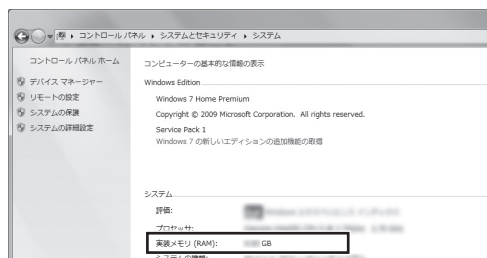 コントロール パネル ▸ システムとセキュリティ ▸ システム
コントロール パネル ホーム
デバイス マネージャー
リモートの設定
システムの保護
システムの詳細設定
コンピューターの基本的な情報の表示
Windows Edition
Windows 7 Home Premium
Copyright © 2009 Microsoft Corporation. All rights reserved.
Service Pack 1
Windows 7 の新しいエディションの追加機能の取得
システム
評価:
プロセッサ:
実装メモリ (RAM): GB
システムの種類: